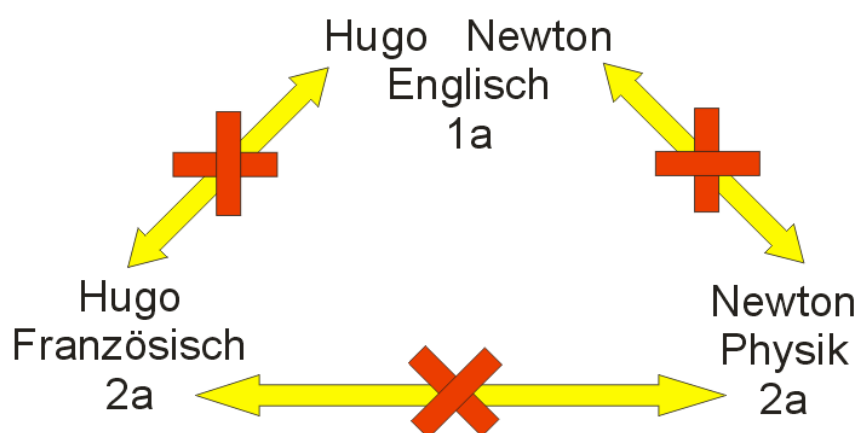 Hugo Newton
Englisch
1a
Hugo
Französisch
2a
Newton
Physik
2a